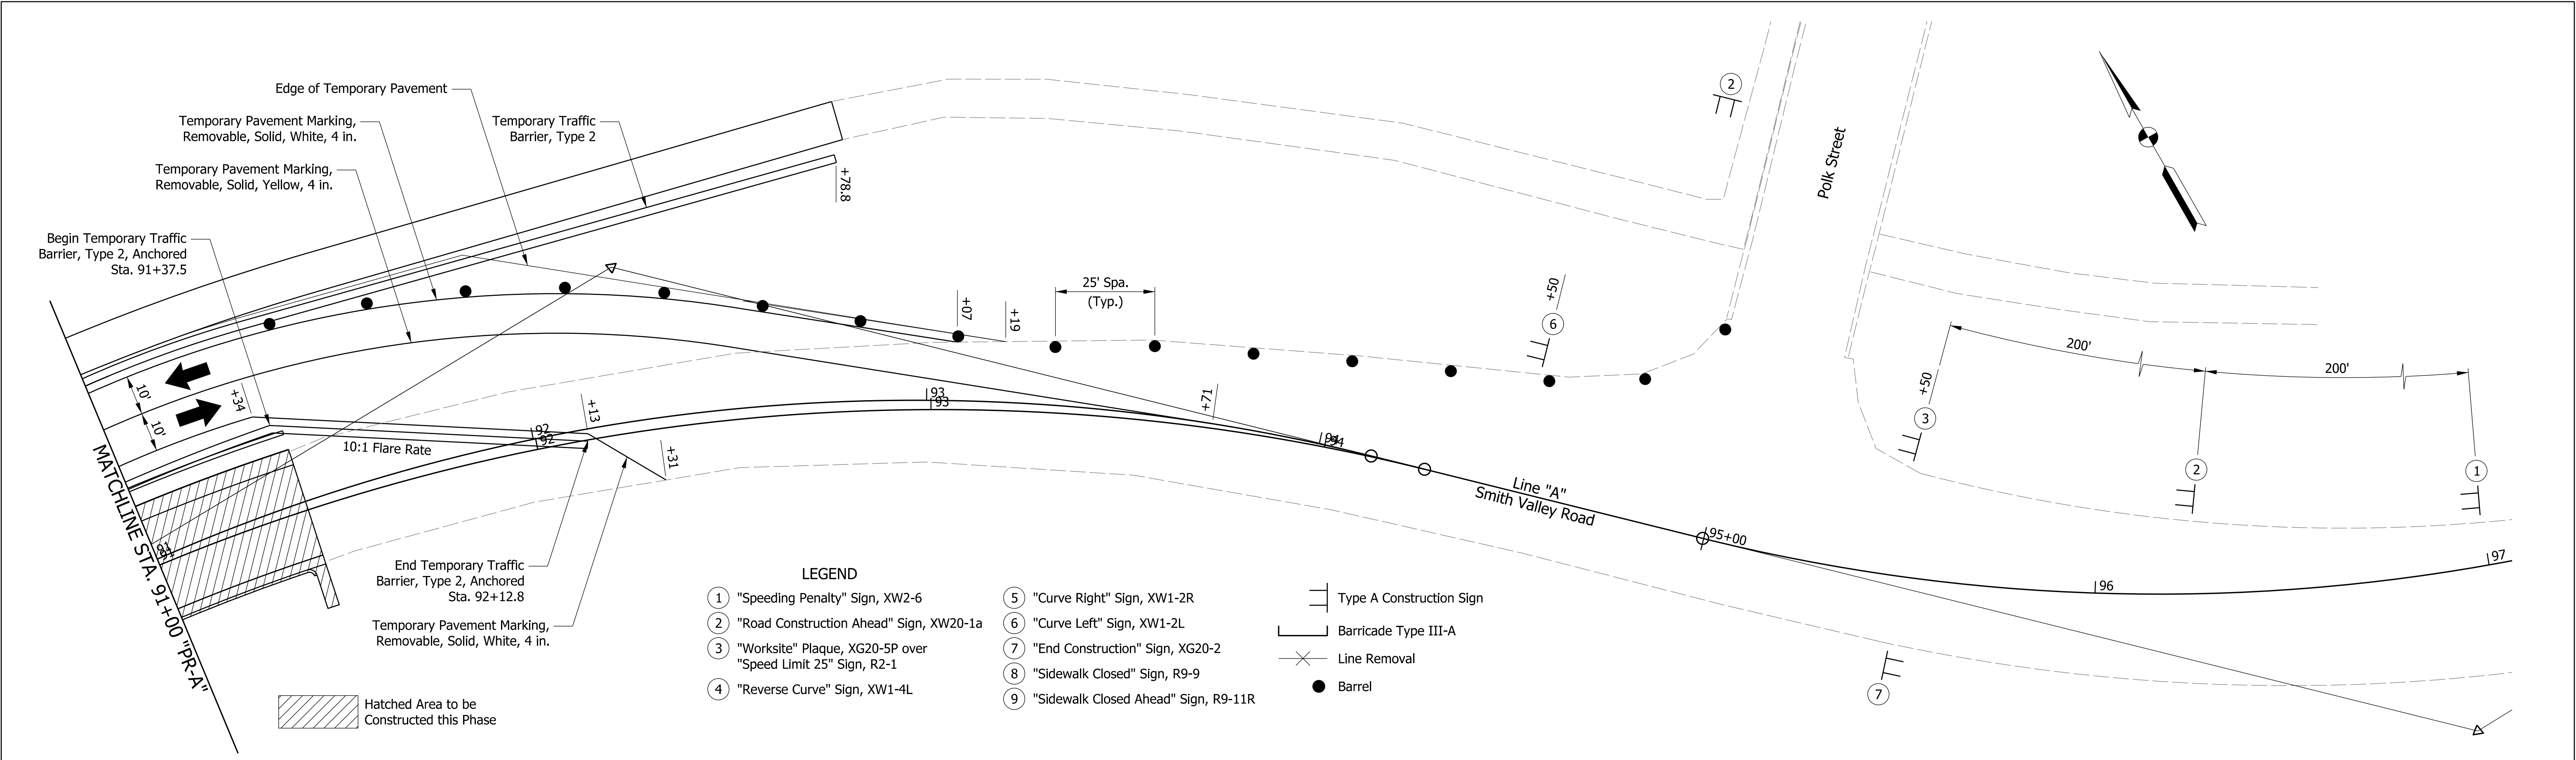 Edge of Temporary Pavement
Temporary Pavement Marking,
Removable, Solid, White, 4 in.
Temporary Traffic
Barrier, Type 2
Temporary Pavement Marking,
Removable, Solid, Yellow, 4 in.
Begin Temporary Traffic
Barrier, Type 2, Anchored
Sta. 91+37.5
+78.8
+07
+19
25' Spa.
(Typ.)
+50
6
2
Polk Street
200'
200'
+50
3
2
1
10'
10'
+34
+13
+31
10:1 Flare Rate
92
92
93
93
+71
94
94
Line "A"
Smith Valley Road
95+00
96
97
MATCHLINE STA. 91+00 "PR-A"
End Temporary Traffic
Barrier, Type 2, Anchored
Sta. 92+12.8
Temporary Pavement Marking,
Removable, Solid, White, 4 in.
Hatched Area to be
Constructed this Phase
LEGEND
1 "Speeding Penalty" Sign, XW2-6
2 "Road Construction Ahead" Sign, XW20-1a
3 "Worksite" Plaque, XG20-5P over
"Speed Limit 25" Sign, R2-1
4 "Reverse Curve" Sign, XW1-4L
5 "Curve Right" Sign, XW1-2R
6 "Curve Left" Sign, XW1-2L
7 "End Construction" Sign, XG20-2
8 "Sidewalk Closed" Sign, R9-9
9 "Sidewalk Closed Ahead" Sign, R9-11R
Type A Construction Sign
Barricade Type III-A
Line Removal
Barrel
7